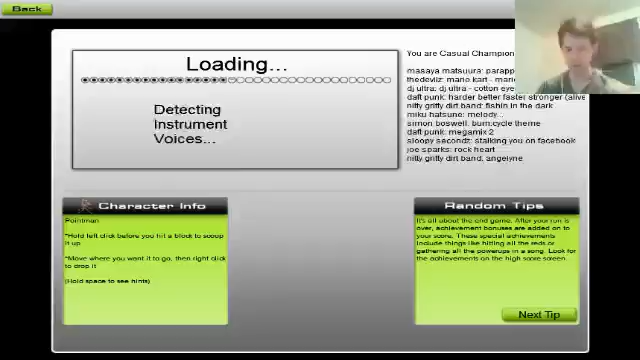 Back
Loading...
Detecting
Instrument
Voices...
You are Casual Champion
masaya matsuura: parapp
thedevilz: mario kart - mari
dj ultra: dj ultra - cotton eye
daft punk: harder better faster stronger (alive
nitty gritty dirt band: fishin in the dark
miku hatsune: melody...
simon boswell: burn:cycle theme
daft punk: megamix 2
sloopy secondz: stalking you on facebook
joe sparks: rock heart
nitty gritty dirt band: angelyne
Character Info
Pointman
*Hold left click before you hit a block to scoop
it up
*Move where you want it to go, then right click
to drop it
(Hold space to see hints)
Random Tips
It's all about the end game. After your run is
over, achievement bonuses are added on to
your score. These special achievements
include things like hitting all the reds or
gathering all the powerups in a song. Look for
the achievements on the high score screen.
Next Tip